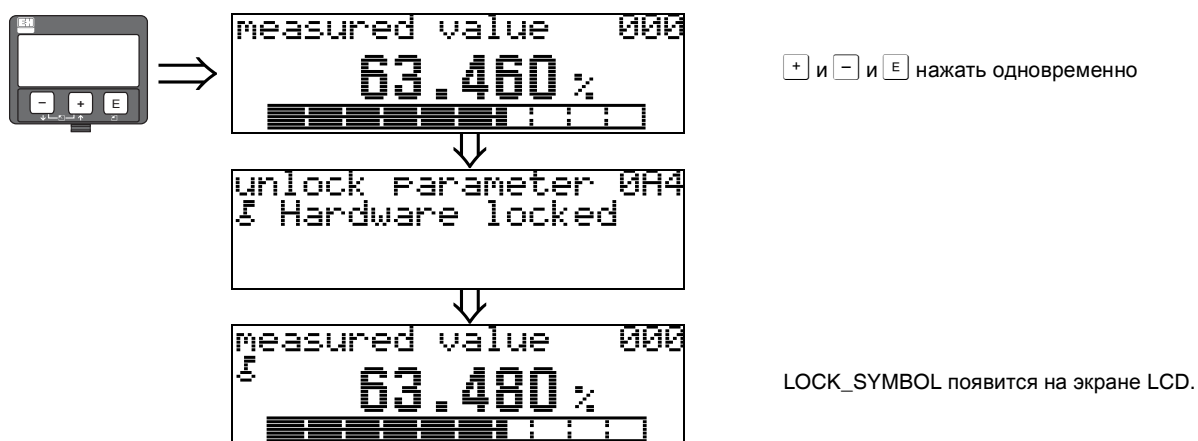 E+H
measured value 000
63.460 %
+ и - и E нажать одновременно
- + E
unlock parameter 0A4
Hardware locked
measured value 000
63.480 %
LOCK_SYMBOL появится на экране LCD.